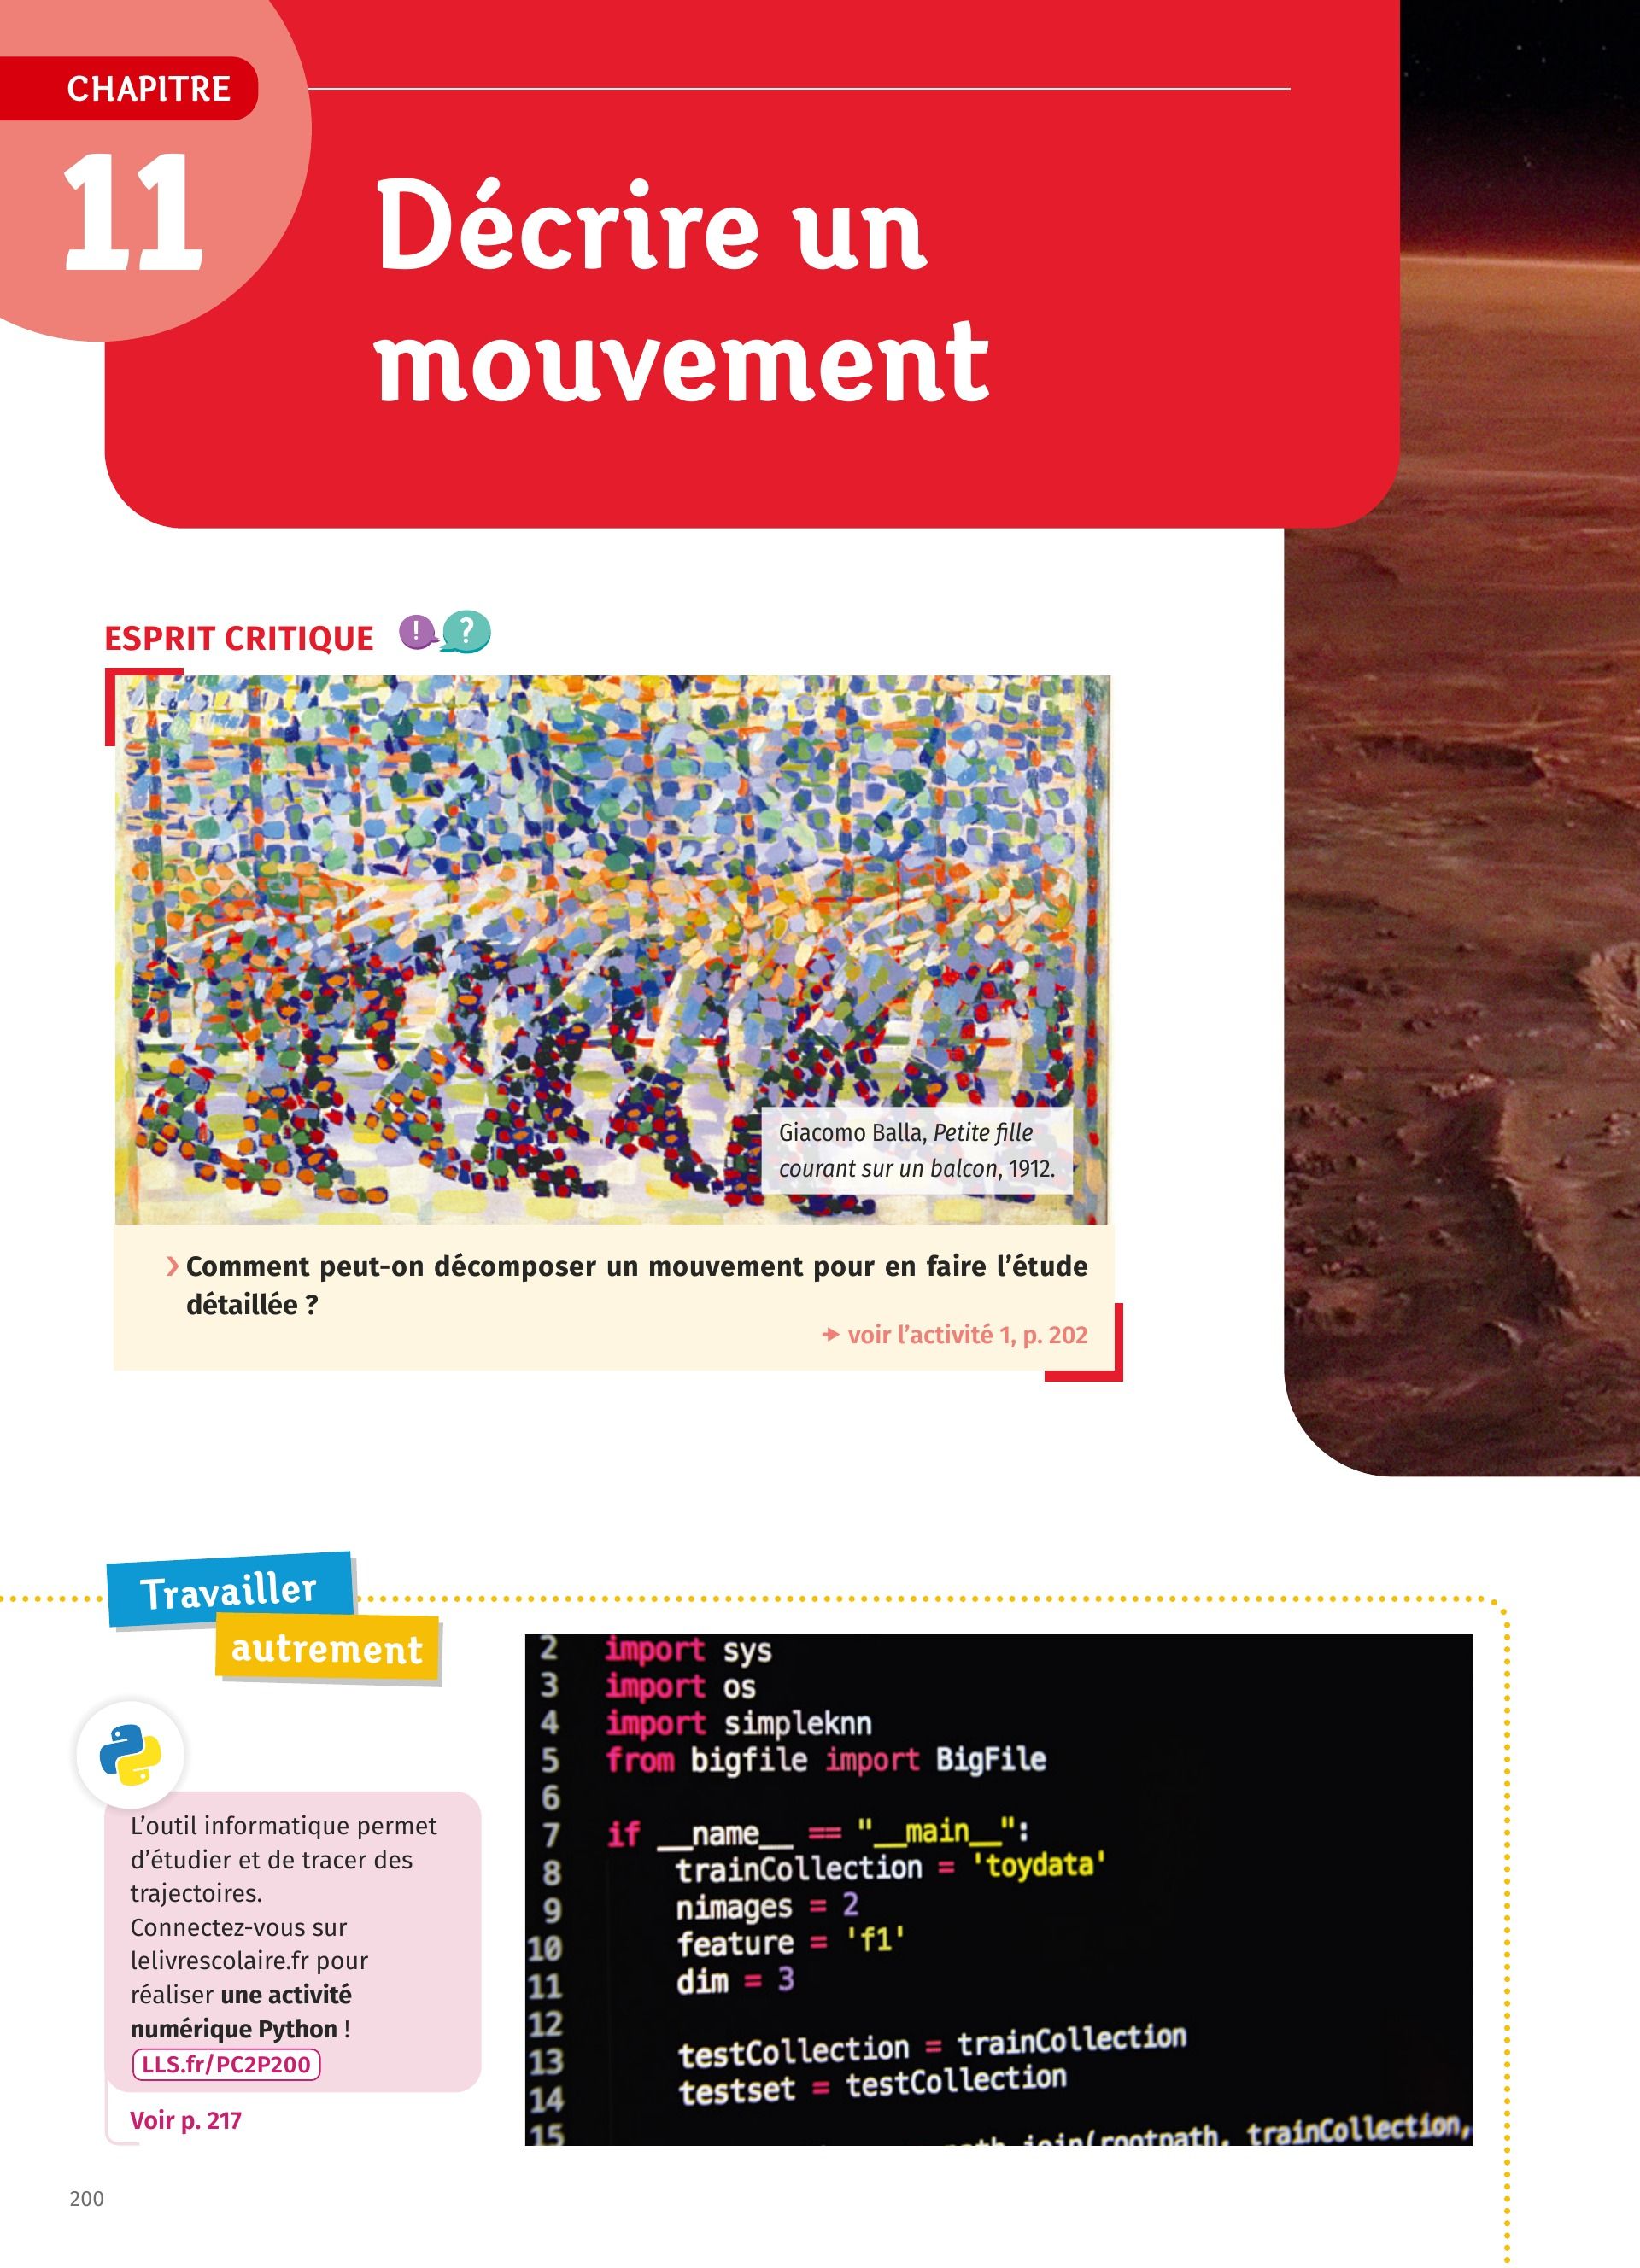 CHAPITRE
11
Décrire un
mouvement
ESPRIT CRITIQUE
! ?
Giacomo Balla, Petite fille
courant sur un balcon, 1912.
› Comment peut-on décomposer un mouvement pour en faire l’étude
détaillée ?
voir l’activité 1, p. 202
Travailler
autrement
L’outil informatique permet
d’étudier et de tracer des
trajectoires.
Connectez-vous sur
lelivrescolaire.fr pour
réaliser une activité
numérique Python !
LLS.fr/PC2P200
Voir p. 217
2 import sys
3 import os
4 import simpleknn
5 from bigfile import BigFile
6
7 if __name__ == "__main__":
8 trainCollection = 'toydata'
9 nimages = 2
10 feature = 'f1'
11 dim = 3
12
13 testCollection = trainCollection
14 testset = testCollection
15 join(rootpath, trainCollection,
200